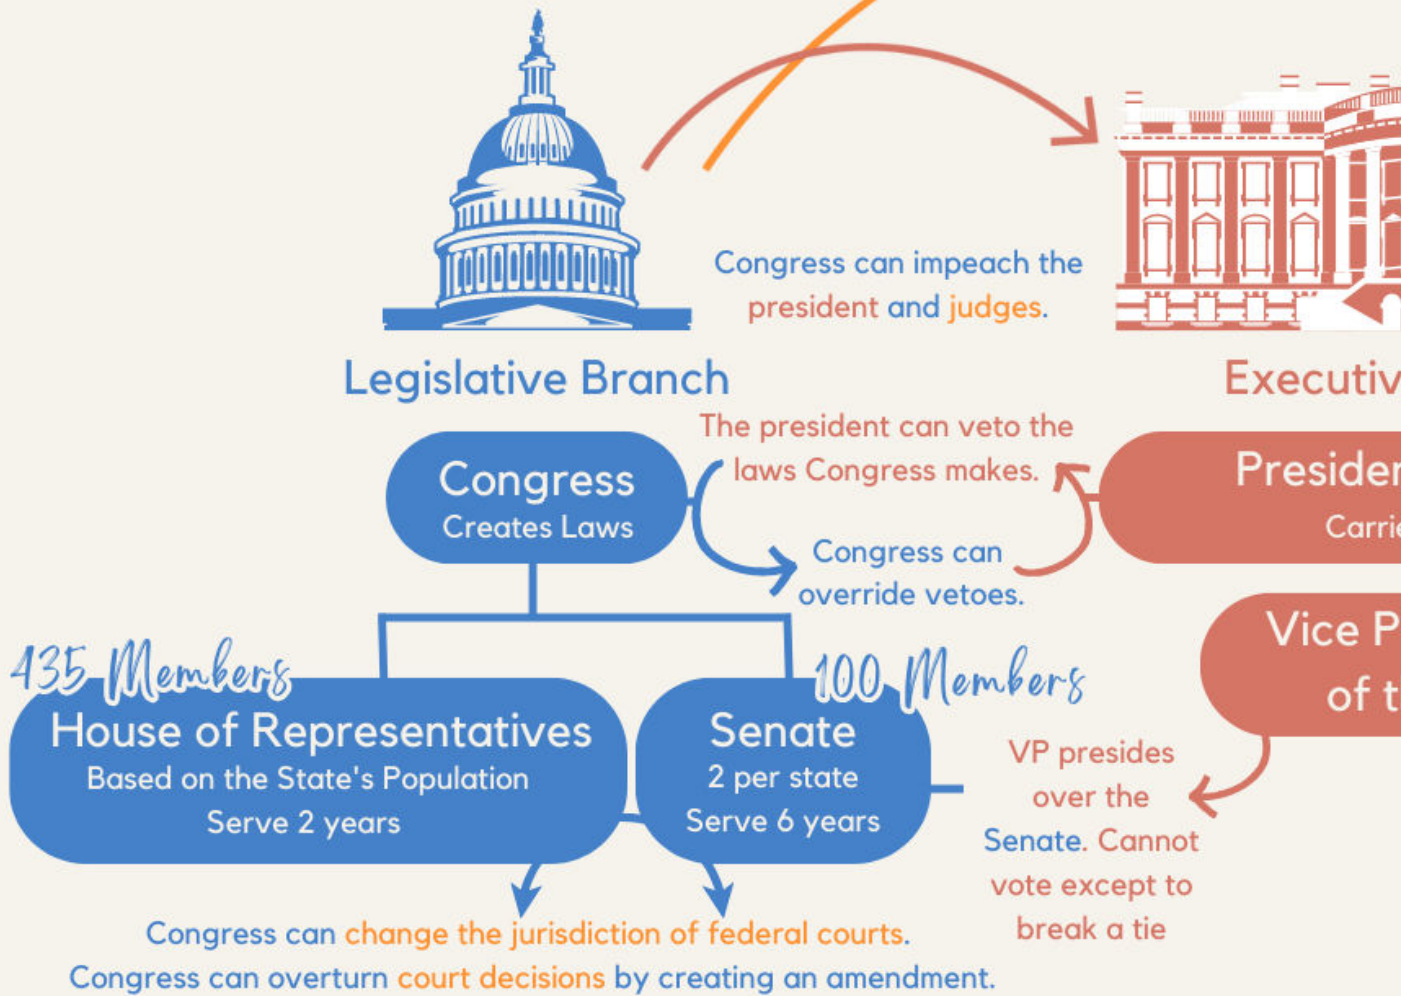 Congress can impeach the
president and judges.
Legislative Branch
Executiv
The president can veto the
laws Congress makes.
Congress
Creates Laws
Presiden
Carrie
Congress can
override vetoes.
Vice P
of t
435 Members
House of Representatives
Based on the State's Population
Serve 2 years
100 Members
Senate
2 per state
Serve 6 years
VP presides
over the
Senate. Cannot
vote except to
break a tie
Congress can change the jurisdiction of federal courts.
Congress can overturn court decisions by creating an amendment.